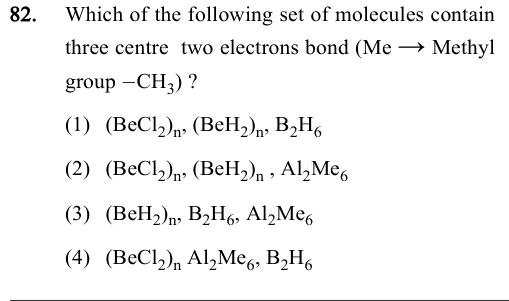 82. Which of the following set of molecules contain
three centre two electrons bond (Me → Methyl
group –CH₃) ?
(1) (BeCl₂)ₙ, (BeH₂)ₙ, B₂H₆
(2) (BeCl₂)ₙ, (BeH₂)ₙ , Al₂Me₆
(3) (BeH₂)ₙ, B₂H₆, Al₂Me₆
(4) (BeCl₂)ₙ Al₂Me₆, B₂H₆